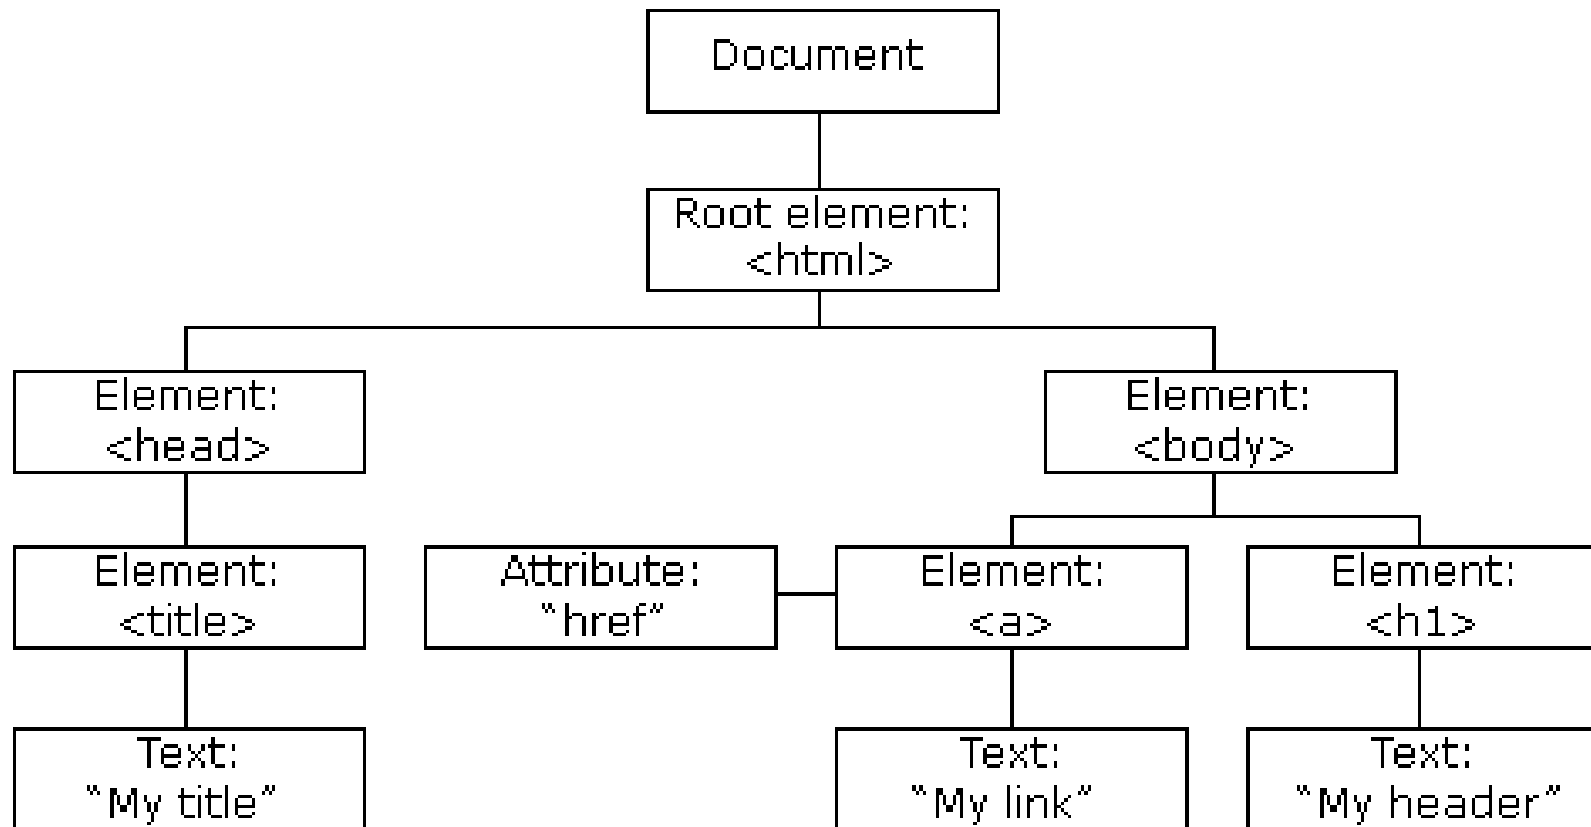 Document
Root element:
<html>
Element:
<head>
Element:
<body>
Element:
<title>
Attribute:
"href"
Element:
<a>
Element:
<h1>
Text:
"My title"
Text:
"My link"
Text:
"My header"